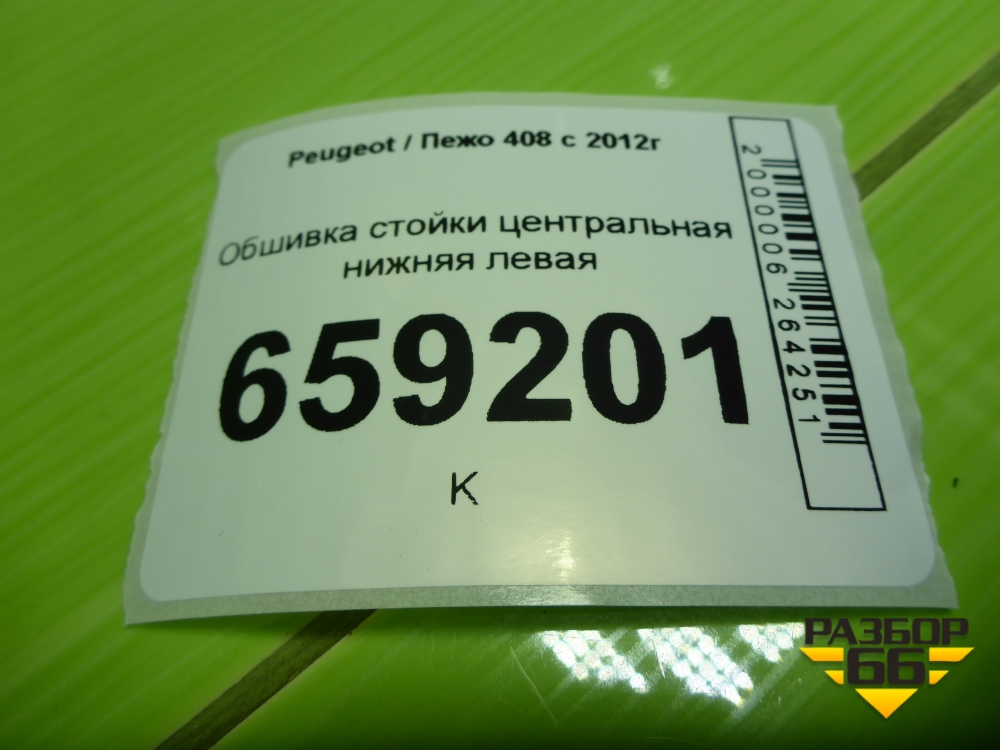 Peugeot / Пежо 408 с 2012г
Обшивка стойки центральная
нижняя левая
659201
К
2000006264251
РАЗБОР
66